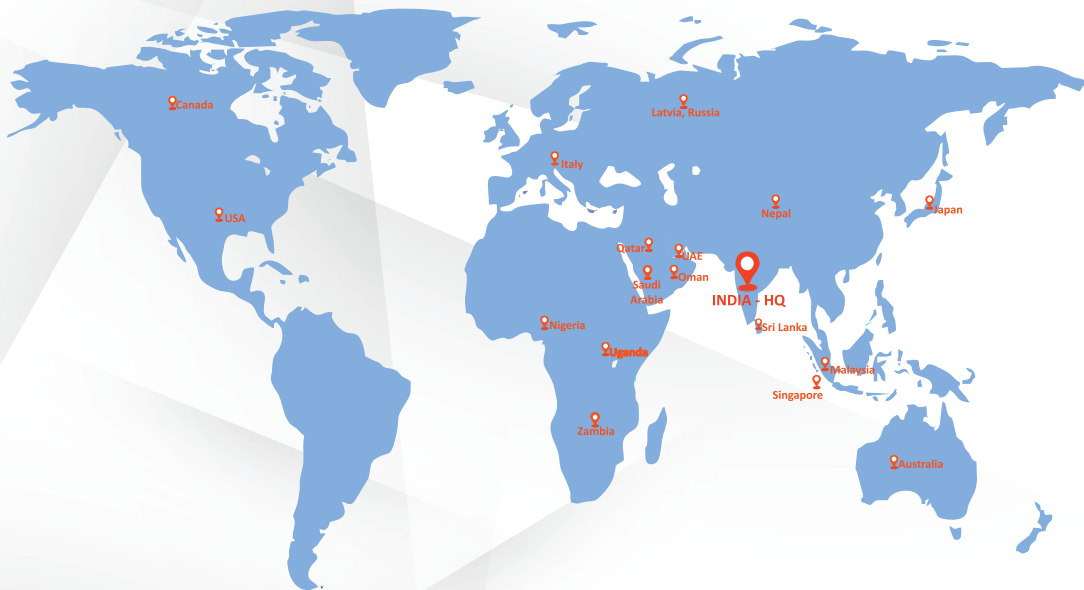 Canada
Latvia, Russia
Italy
USA
Nepal
Japan
Qatar
UAE
Saudi
Arabia
Oman
INDIA - HQ
Nigeria
Sri Lanka
Uganda
Malaysia
Singapore
Zambia
Australia